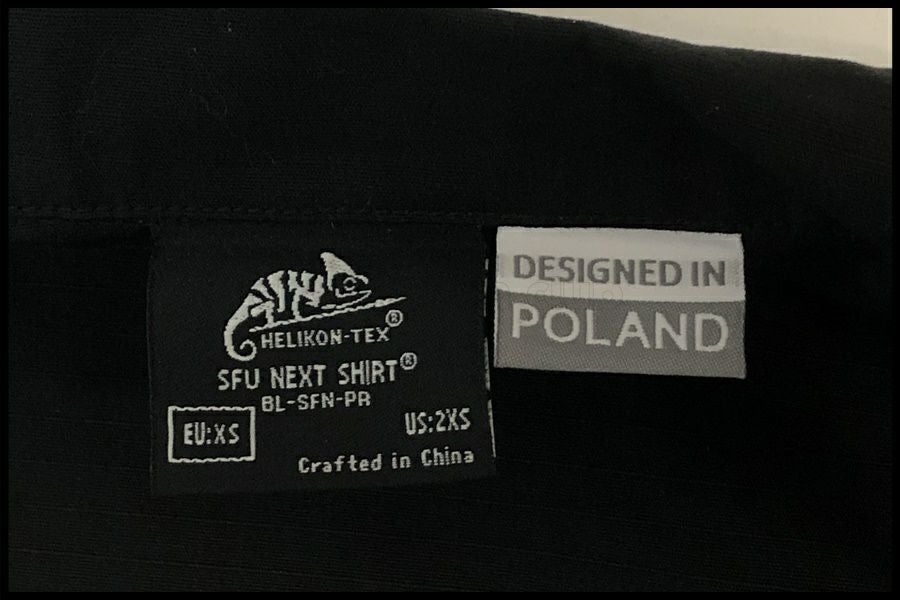 HELIKON-TEX®
SFU NEXT SHIRT®
BL-SFN-PR
EU:XS
US:2XS
Crafted in China
DESIGNED IN
POLAND